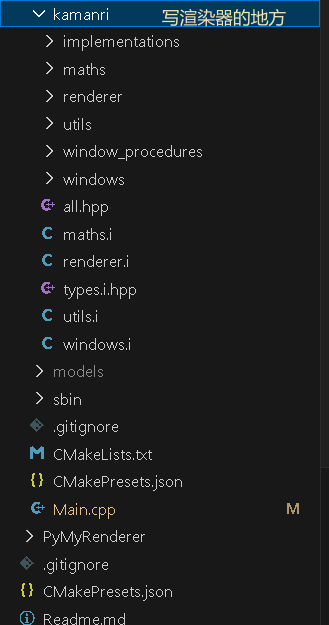 kamanri 写渲染器的地方
implementations
maths
renderer
utils
window_procedures
windows
all.hpp
maths.i
renderer.i
types.i.hpp
utils.i
windows.i
models
sbin
.gitignore
CMakeLists.txt
CMakePresets.json
Main.cpp M
PyMyRenderer
.gitignore
CMakePresets.json
Readme.md